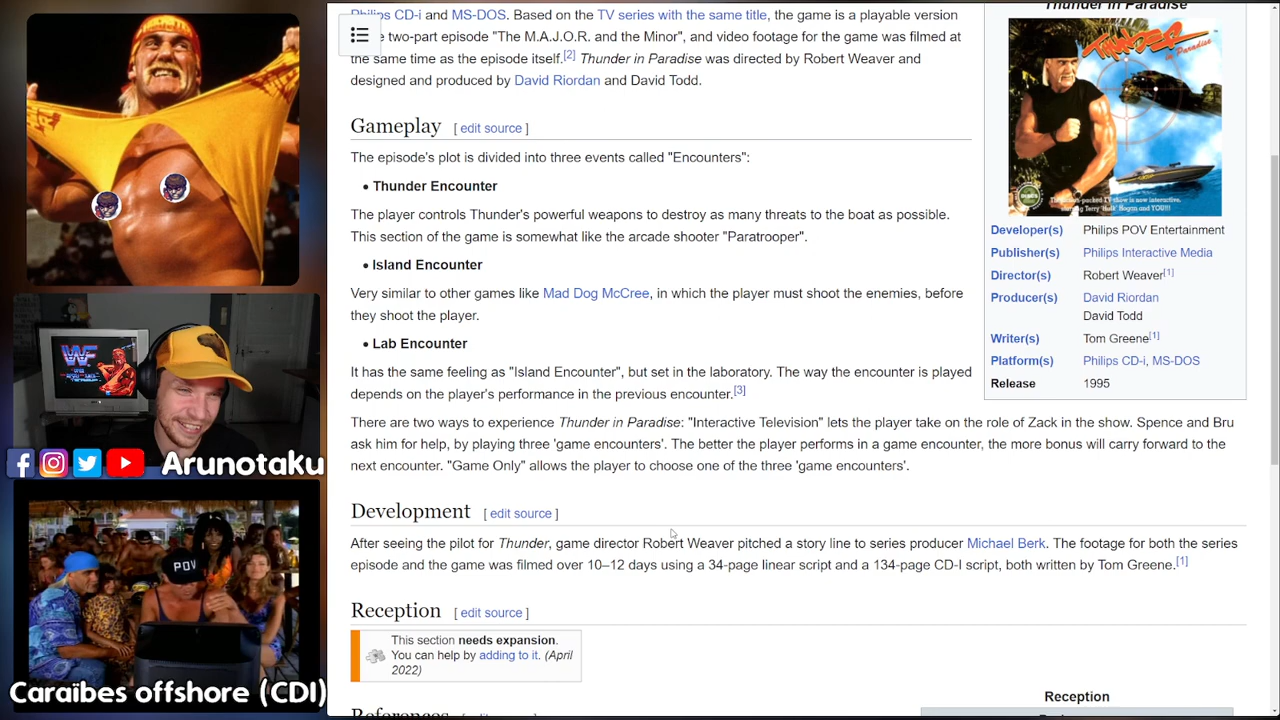 Philips CD-i and MS-DOS. Based on the TV series with the same title, the game is a playable version
two-part episode "The M.A.J.O.R. and the Minor", and video footage for the game was filmed at
the same time as the episode itself.[2] Thunder in Paradise was directed by Robert Weaver and
designed and produced by David Riordan and David Todd.
Gameplay [ edit source ]
The episode's plot is divided into three events called "Encounters":
• Thunder Encounter
The player controls Thunder's powerful weapons to destroy as many threats to the boat as possible.
This section of the game is somewhat like the arcade shooter "Paratrooper".
• Island Encounter
Very similar to other games like Mad Dog McCree, in which the player must shoot the enemies, before
they shoot the player.
• Lab Encounter
It has the same feeling as "Island Encounter", but set in the laboratory. The way the encounter is played
depends on the player's performance in the previous encounter.[3]
There are two ways to experience Thunder in Paradise: "Interactive Television" lets the player take on the role of Zack in the show. Spence and Bru
ask him for help, by playing three 'game encounters'. The better the player performs in a game encounter, the more bonus will carry forward to the
next encounter. "Game Only" allows the player to choose one of the three 'game encounters'.
Development [ edit source ]
After seeing the pilot for Thunder, game director Robert Weaver pitched a story line to series producer Michael Berk. The footage for both the series
episode and the game was filmed over 10–12 days using a 34-page linear script and a 134-page CD-I script, both written by Tom Greene.[1]
Reception [ edit source ]
This section needs expansion.
You can help by adding to it. (April
2022)
Reception
References
Thunder in Paradise
THUNDER
in Paradise
Developer(s) Philips POV Entertainment
Publisher(s) Philips Interactive Media
Director(s) Robert Weaver[1]
Producer(s) David Riordan
David Todd
Writer(s) Tom Greene[1]
Platform(s) Philips CD-i, MS-DOS
Release 1995
WF
Arunotaku
POV
Caraïbes offshore (CDI)